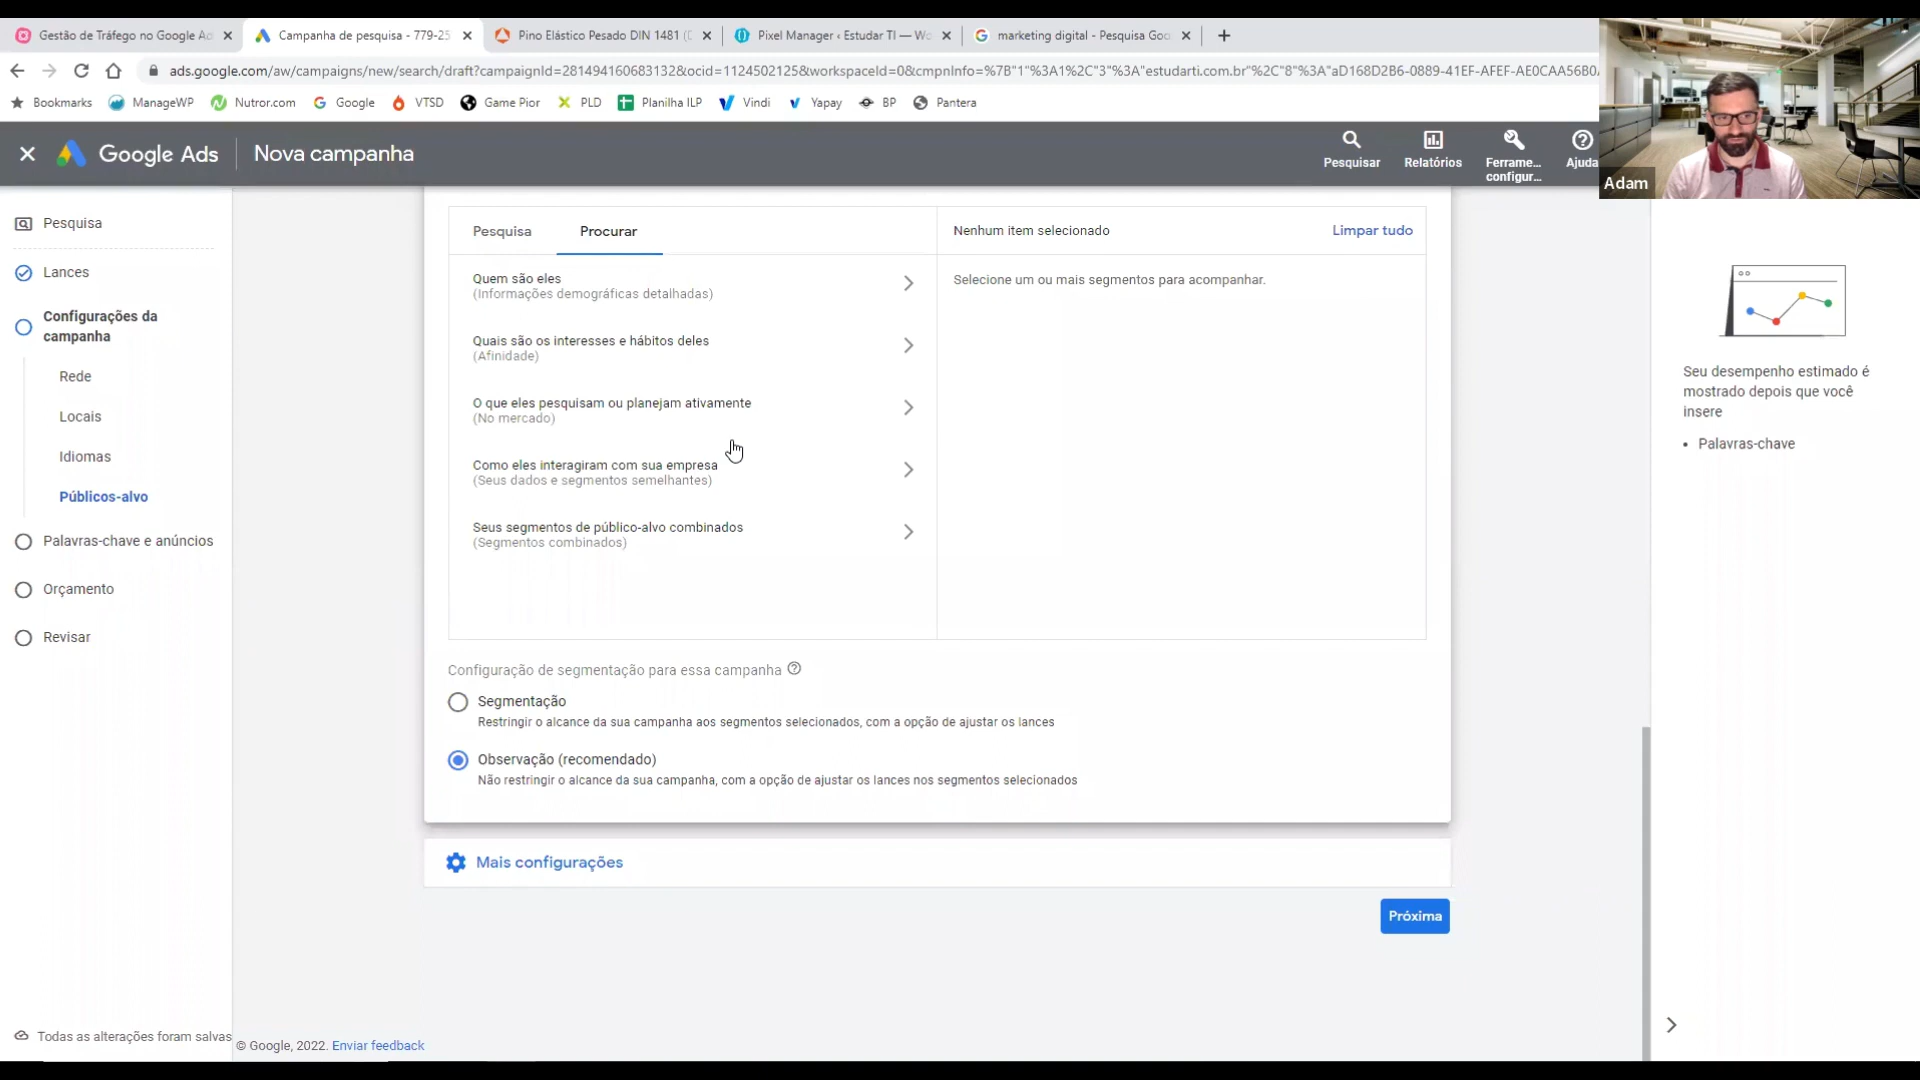 Gestão de Tráfego no Google Ad
Campanha de pesquisa - 779-25
Pino Elástico Pesado DIN 1481 (D
Pixel Manager ‹ Estudar TI — Wo
marketing digital - Pesquisa Goo
ads.google.com/aw/campaigns/new/search/draft?campaignId=281494160683132&ocid=1124502125&workspaceId=0&cmpnInfo=%7B"1"%3A1%2C"3"%3A"estudarti.com.br"%2C"8"%3A"aD168D2B6-0889-41EF-AFEF-AE0CAA56B0
Bookmarks ManageWP Nutror.com Google VTSD Game Pior PLD Planilha ILP Vindi Yapay BP Pantera
Google Ads Nova campanha
Pesquisar
Relatórios
Ferrame...
configur...
Ajuda
Adam
Pesquisa
Lances
Configurações da
campanha
Rede
Locais
Idiomas
Públicos-alvo
Palavras-chave e anúncios
Orçamento
Revisar
Todas as alterações foram salvas
Pesquisa Procurar
Quem são eles
(Informações demográficas detalhadas)
Quais são os interesses e hábitos deles
(Afinidade)
O que eles pesquisam ou planejam ativamente
(No mercado)
Como eles interagiram com sua empresa
(Seus dados e segmentos semelhantes)
Seus segmentos de público-alvo combinados
(Segmentos combinados)
Nenhum item selecionado Limpar tudo
Selecione um ou mais segmentos para acompanhar.
Configuração de segmentação para essa campanha
Segmentação
Restringir o alcance da sua campanha aos segmentos selecionados, com a opção de ajustar os lances
Observação (recomendado)
Não restringir o alcance da sua campanha, com a opção de ajustar os lances nos segmentos selecionados
Mais configurações
Próxima
© Google, 2022. Enviar feedback
Seu desempenho estimado é
mostrado depois que você
insere
• Palavras-chave